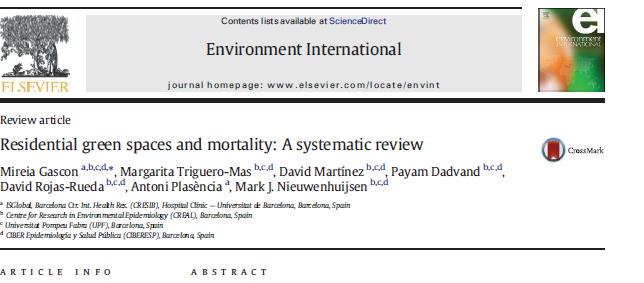 Contents lists available at ScienceDirect
Environment International
journal homepage: www.elsevier.com/locate/envint
ELSEVIER
environment
INTERNATIONAL
Review article
Residential green spaces and mortality: A systematic review
CrossMark
Mireia Gascon a,b,c,d,*, Margarita Triguero-Mas b,c,d, David Martínez b,c,d, Payam Dadvand b,c,d,
David Rojas-Rueda b,c,d, Antoni Plasència a, Mark J. Nieuwenhuijsen b,c,d
a ISGlobal, Barcelona Ctr. Int. Health Res. (CRESIB), Hospital Clínic — Universitat de Barcelona, Barcelona, Spain
b Centre for Research in Environmental Epidemiology (CREAL), Barcelona, Spain
c Universitat Pompeu Fabra (UPF), Barcelona, Spain
d CIBER Epidemiología y Salud Pública (CIBERESP), Barcelona, Spain
ARTICLE INFO
ABSTRACT